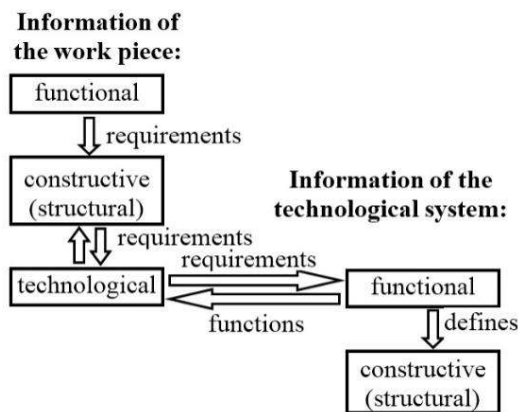 Information of
the work piece:
functional
requirements
constructive
(structural)
requirements
technological
Information of the
technological system:
requirements
functions
functional
defines
constructive
(structural)